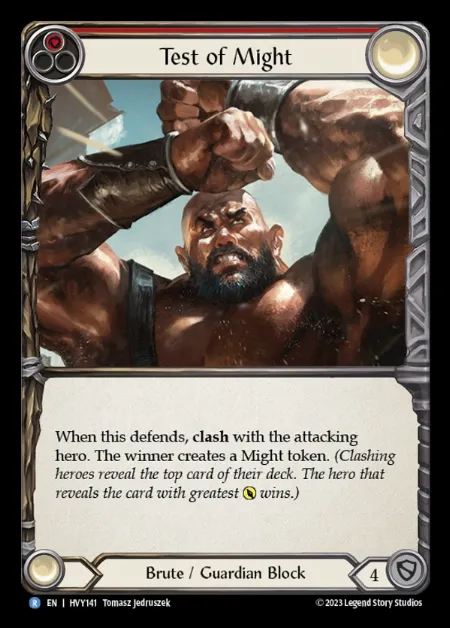 Test of Might
When this defends, clash with the attacking
hero. The winner creates a Might token. (Clashing
heroes reveal the top card of their deck. The hero that
reveals the card with greatest wins.)
Brute / Guardian Block
4
R EN | HVY141 Tomasz Jedruszek
© 2023 Legend Story Studios